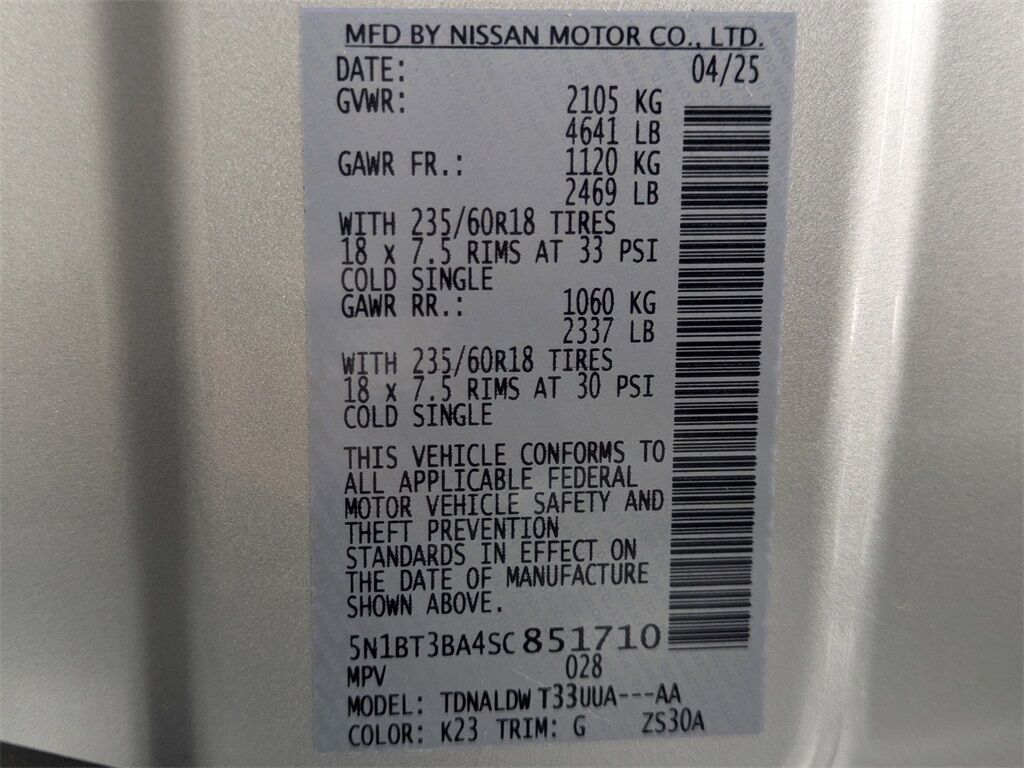 MFD BY NISSAN MOTOR CO., LTD.
DATE: 04/25
GVWR: 2105 KG
4641 LB
GAWR FR.: 1120 KG
2469 LB
WITH 235/60R18 TIRES
18 x 7.5 RIMS AT 33 PSI
COLD SINGLE
GAWR RR.: 1060 KG
2337 LB
WITH 235/60R18 TIRES
18 x 7.5 RIMS AT 30 PSI
COLD SINGLE
THIS VEHICLE CONFORMS TO
ALL APPLICABLE FEDERAL
MOTOR VEHICLE SAFETY AND
THEFT PREVENTION
STANDARDS IN EFFECT ON
THE DATE OF MANUFACTURE
SHOWN ABOVE.
5N1BT3BA4SC851710
MPV 028
MODEL: TDNALDW T33UUA---AA
COLOR: K23 TRIM: G ZS30A